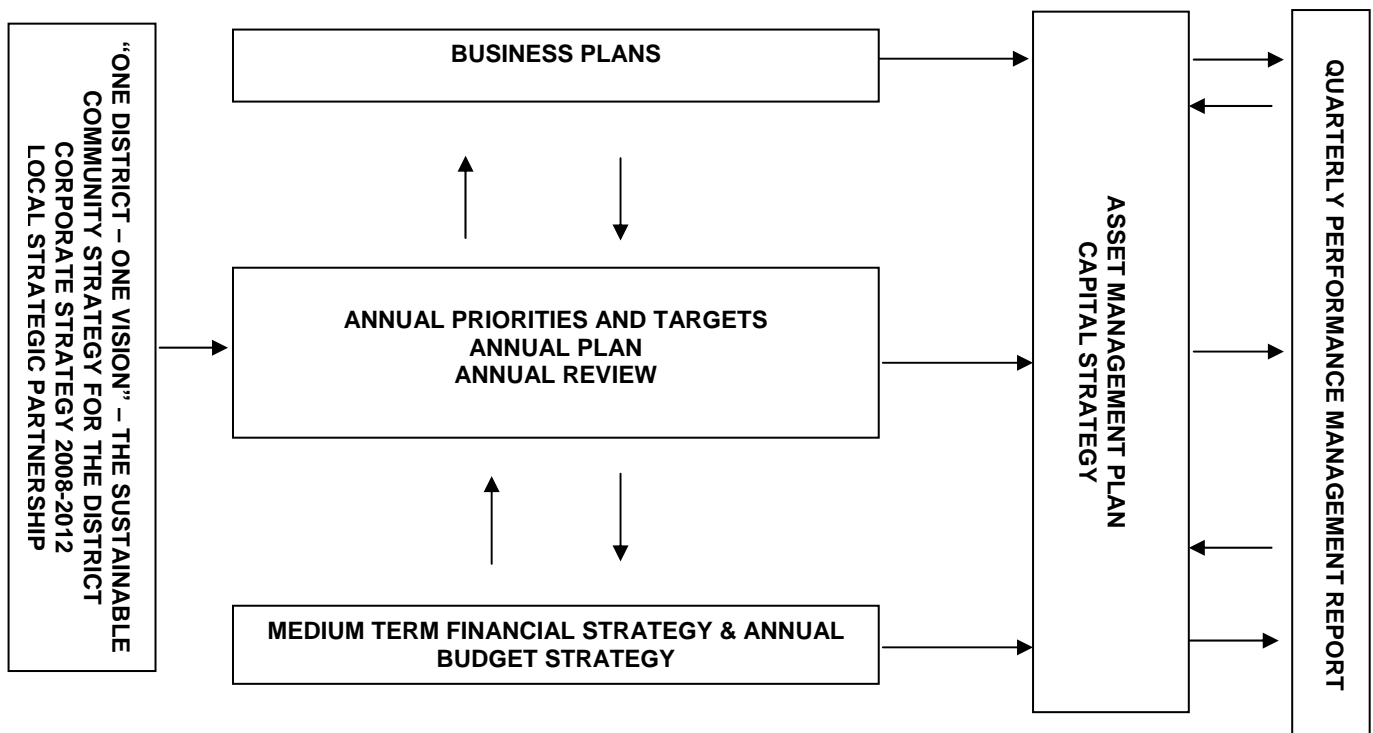 “ONE DISTRICT – ONE VISION” – THE SUSTAINABLE
COMMUNITY STRATEGY FOR THE DISTRICT
CORPORATE STRATEGY 2008-2012
LOCAL STRATEGIC PARTNERSHIP
BUSINESS PLANS
ANNUAL PRIORITIES AND TARGETS
ANNUAL PLAN
ANNUAL REVIEW
MEDIUM TERM FINANCIAL STRATEGY & ANNUAL
BUDGET STRATEGY
ASSET MANAGEMENT PLAN
CAPITAL STRATEGY
QUARTERLY PERFORMANCE MANAGEMENT REPORT